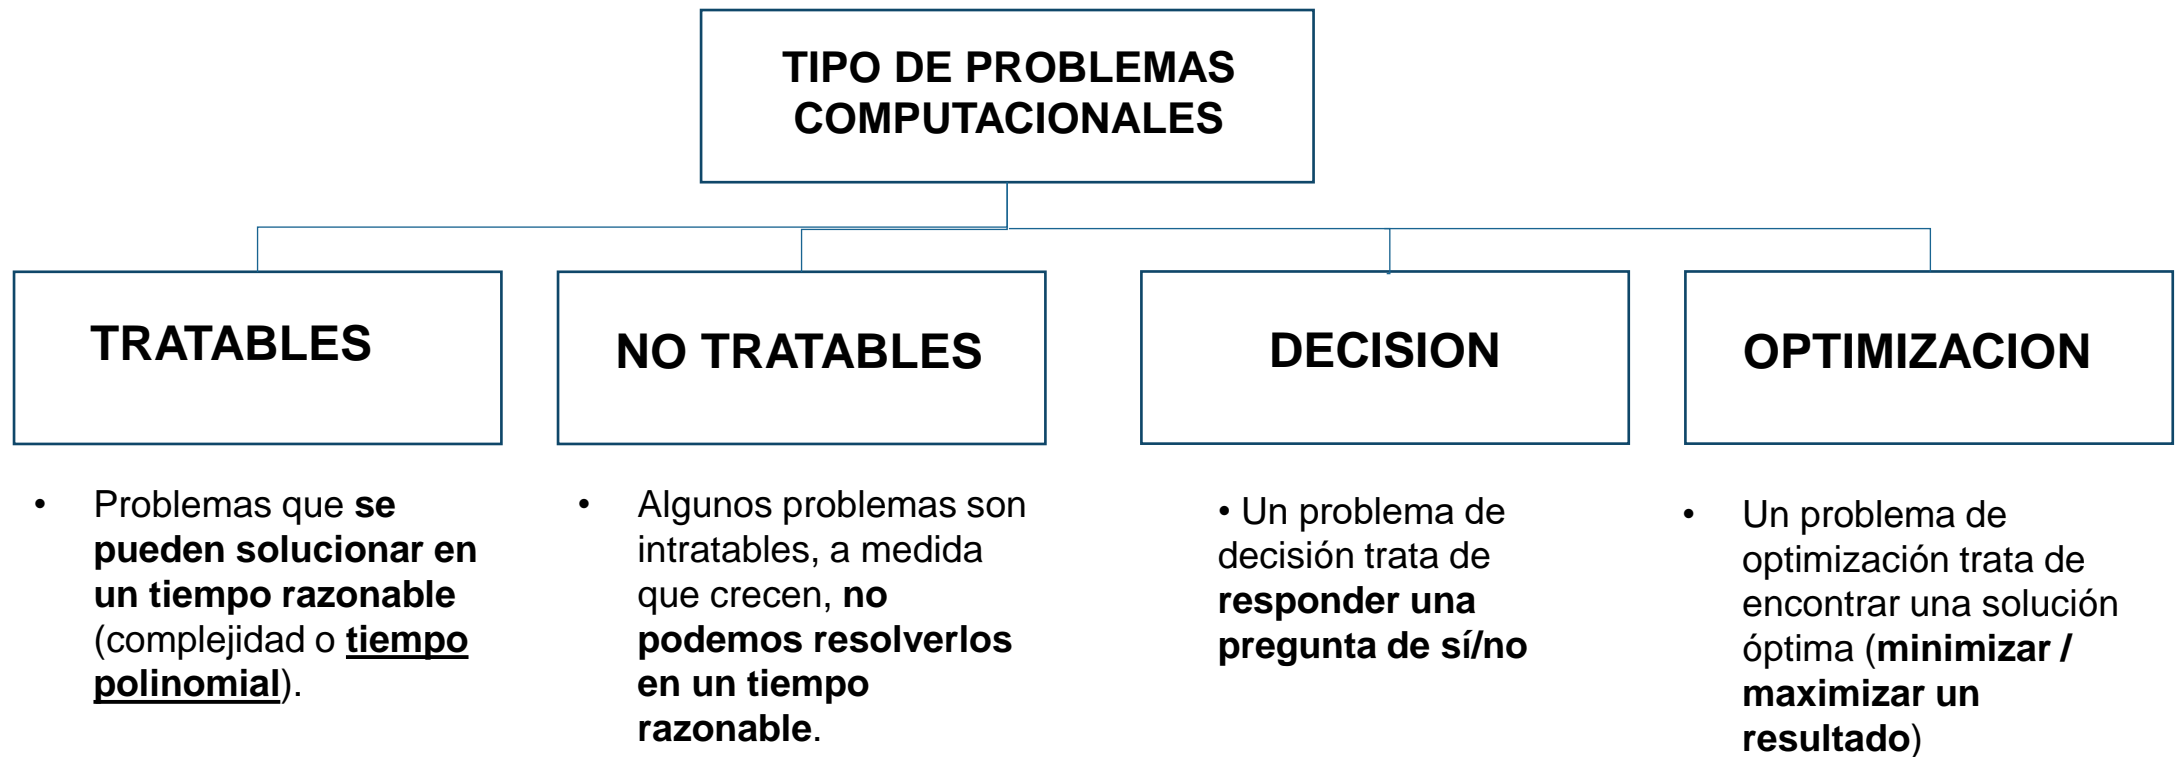 TIPO DE PROBLEMAS
COMPUTACIONALES
TRATABLES
NO TRATABLES
DECISION
OPTIMIZACION
• Problemas que se
pueden solucionar en
un tiempo razonable
(complejidad o tiempo
polinomial).
• Algunos problemas son
intratables, a medida
que crecen, no
podemos resolverlos
en un tiempo
razonable.
• Un problema de
decisión trata de
responder una
pregunta de sí/no
• Un problema de
optimización trata de
encontrar una solución
óptima (minimizar /
maximizar un
resultado)